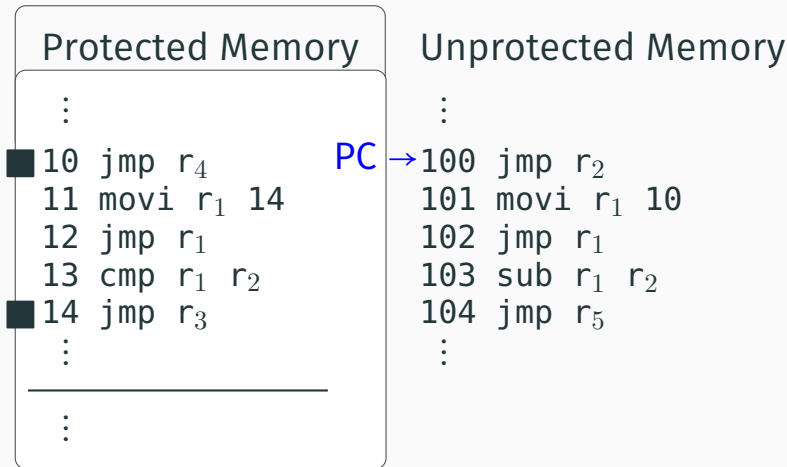 Protected Memory
⋮
10 jmp r₄
11 movi r₁ 14
12 jmp r₁
13 cmp r₁ r₂
14 jmp r₃
⋮
⋮
Unprotected Memory
⋮
PC →100 jmp r₂
101 movi r₁ 10
102 jmp r₁
103 sub r₁ r₂
104 jmp r₅
⋮